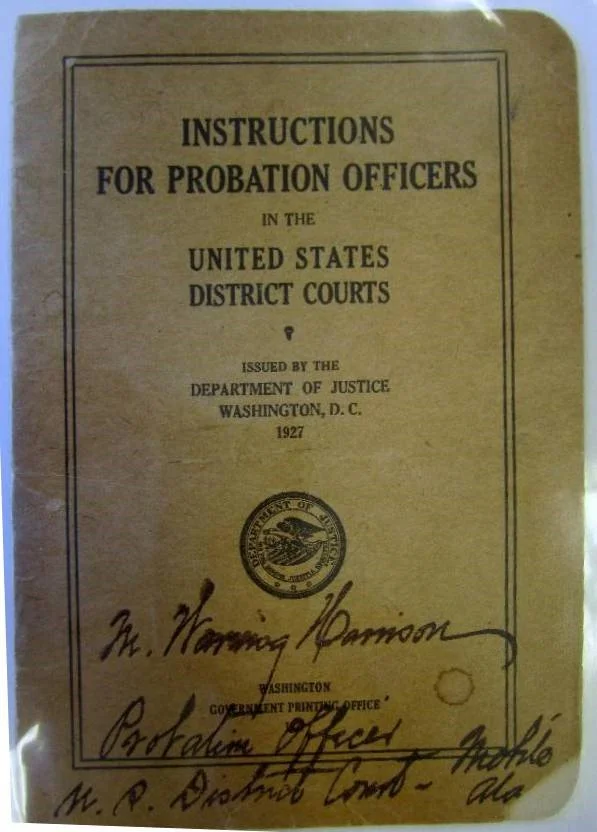 INSTRUCTIONS
FOR PROBATION OFFICERS
IN THE
UNITED STATES
DISTRICT COURTS
ISSUED BY THE
DEPARTMENT OF JUSTICE
WASHINGTON, D. C.
1927
DEPARTMENT OF JUSTICE
M. Waring Harrison
WASHINGTON
GOVERNMENT PRINTING OFFICE
Probation Officer
U. S. District Court - Mobile
Ala